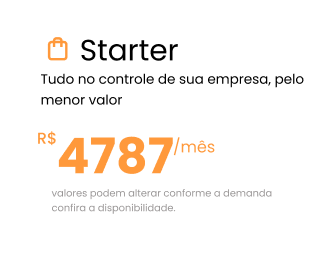 Starter
Tudo no controle de sua empresa, pelo
menor valor
R$ 4787/mês
valores podem alterar conforme a demanda
confira a disponibilidade.